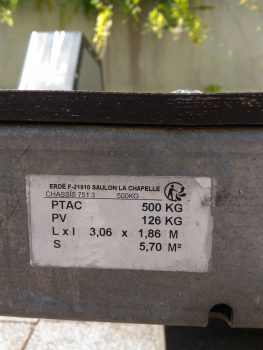 ERDÉ F-21910 SAULON LA CHAPELLE
CHASSIS 751.3 500KG
PTAC 500 KG
PV 126 KG
L x l 3,06 x 1,86 M
S 5,70 M²